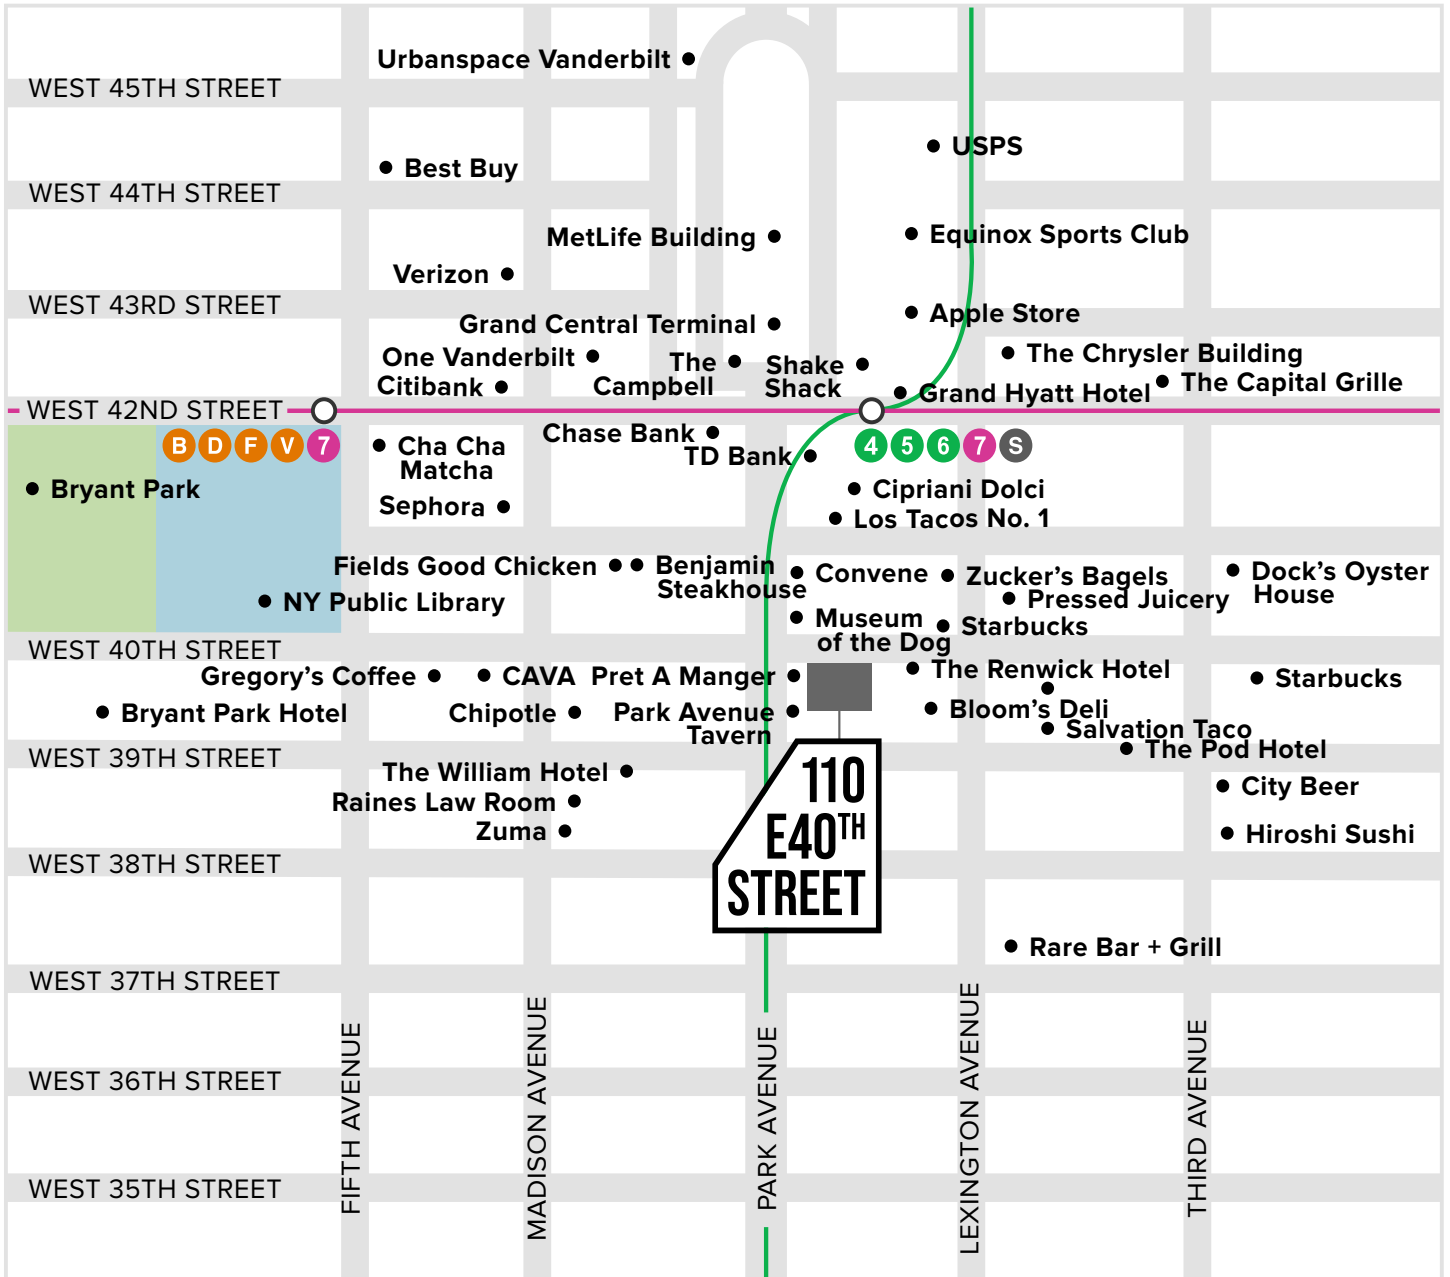 Urbanspace Vanderbilt
WEST 45TH STREET
USPS
Best Buy
WEST 44TH STREET
Equinox Sports Club
MetLife Building
Verizon
WEST 43RD STREET
Apple Store
Grand Central Terminal
The Chrysler Building
One Vanderbilt
The
Campbell
Shake
Shack
The Capital Grille
Citibank
Grand Hyatt Hotel
WEST 42ND STREET
Chase Bank
B D F V 7
Cha Cha
Matcha
4 5 6 7 S
TD Bank
Bryant Park
Cipriani Dolci
Sephora
Los Tacos No. 1
Fields Good Chicken
Benjamin
Steakhouse
Convene
Zucker's Bagels
Dock's Oyster
House
Pressed Juicery
NY Public Library
Museum
of the Dog
Starbucks
WEST 40TH STREET
The Renwick Hotel
Gregory's Coffee
CAVA
Pret A Manger
Starbucks
Bryant Park Hotel
Chipotle
Park Avenue
Tavern
Bloom's Deli
Salvation Taco
The Pod Hotel
WEST 39TH STREET
The William Hotel
110
E40TH
STREET
City Beer
Raines Law Room
Zuma
Hiroshi Sushi
WEST 38TH STREET
Rare Bar + Grill
WEST 37TH STREET
WEST 36TH STREET
WEST 35TH STREET
FIFTH AVENUE
MADISON AVENUE
PARK AVENUE
LEXINGTON AVENUE
THIRD AVENUE